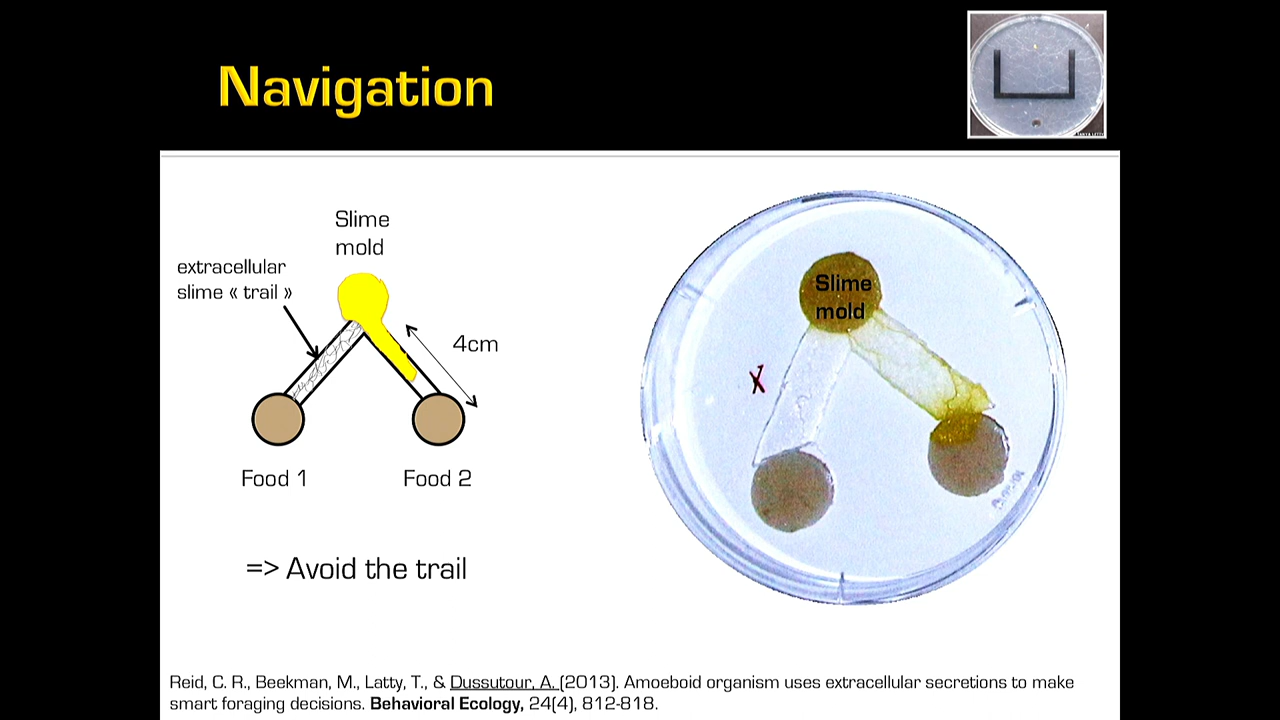 Navigation
Slime
mold
extracellular
slime « trail »
4cm
Food 1
Food 2
=> Avoid the trail
Slime
mold
X
Reid, C. R., Beekman, M., Latty, T., & Dussutour, A. (2013). Amoeboid organism uses extracellular secretions to make
smart foraging decisions. Behavioral Ecology, 24(4), 812-818.